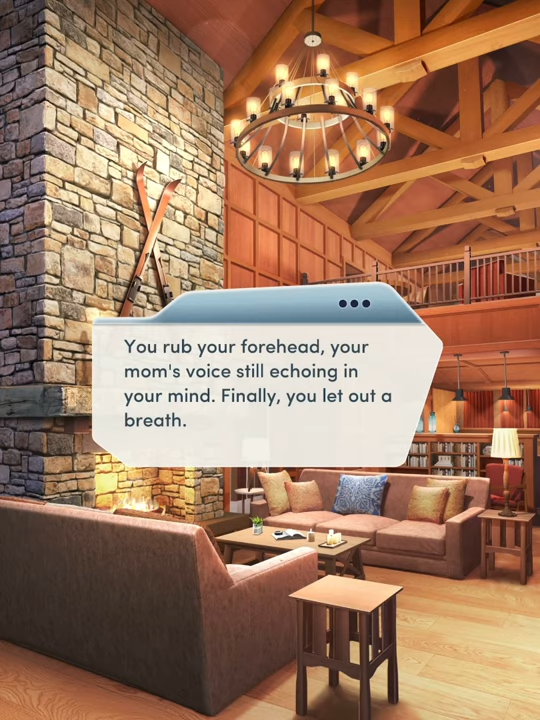 You rub your forehead, your
mom's voice still echoing in
your mind. Finally, you let out a
breath.